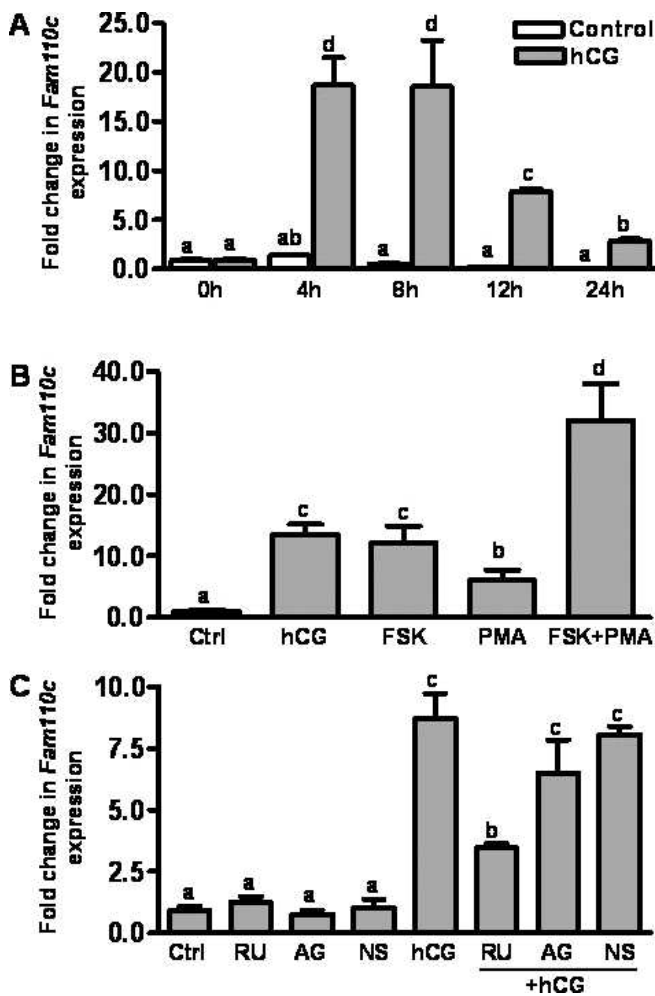 A
Control
hCG
Fold change in Fam110c
expression
25.0
20.0
15.0
10.0
5.0
0.0
a
a
ab
d
a
d
a
c
a
b
0h
4h
8h
12h
24h
B
Fold change in Fam110c
expression
40.0
30.0
20.0
10.0
0.0
a
c
c
b
d
Ctrl
hCG
FSK
PMA
FSK+PMA
C
Fold change in Fam110c
expression
10.0
7.5
5.0
2.5
0.0
a
a
a
a
c
b
c
c
Ctrl
RU
AG
NS
hCG
RU
AG
NS
+hCG